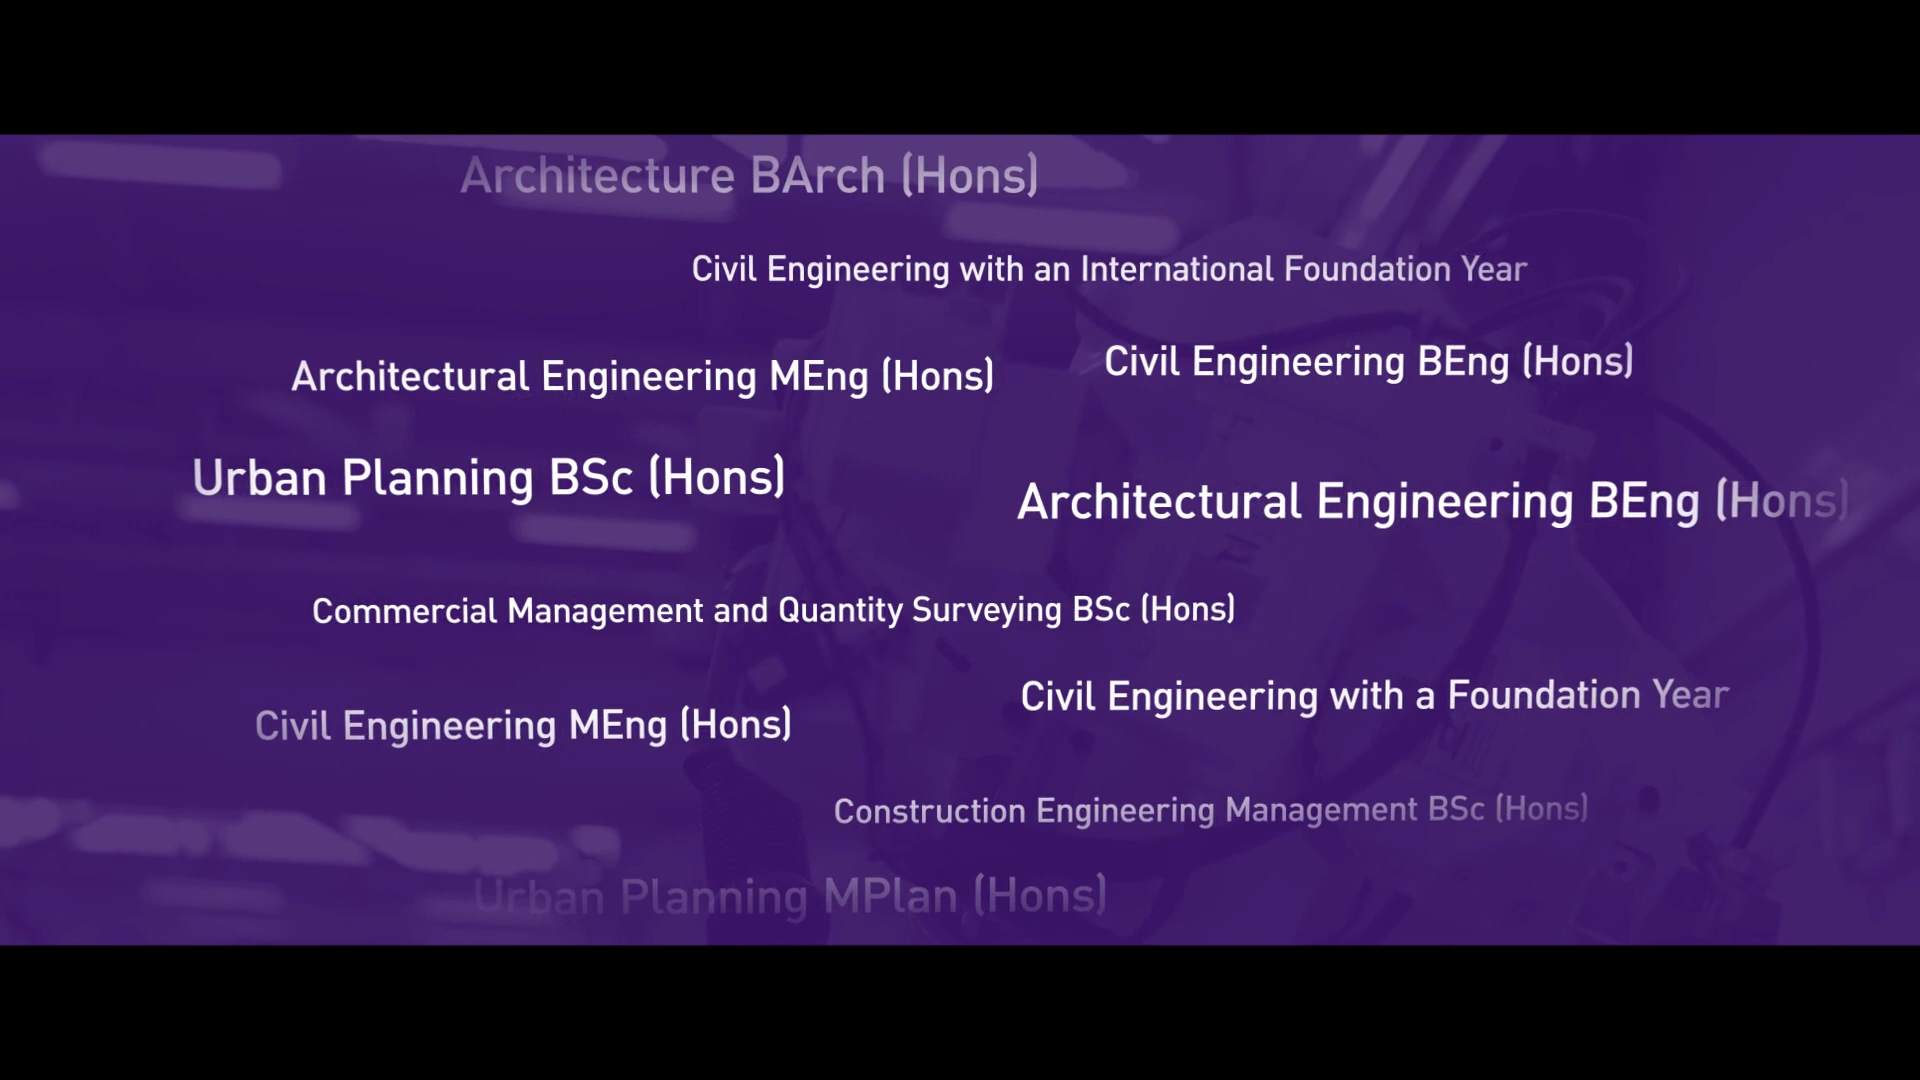 Architecture BArch (Hons)
Civil Engineering with an International Foundation Year
Architectural Engineering MEng (Hons)
Civil Engineering BEng (Hons)
Urban Planning BSc (Hons)
Architectural Engineering BEng (Hons)
Commercial Management and Quantity Surveying BSc (Hons)
Civil Engineering with a Foundation Year
Civil Engineering MEng (Hons)
Construction Engineering Management BSc (Hons)
Urban Planning MPlan (Hons)